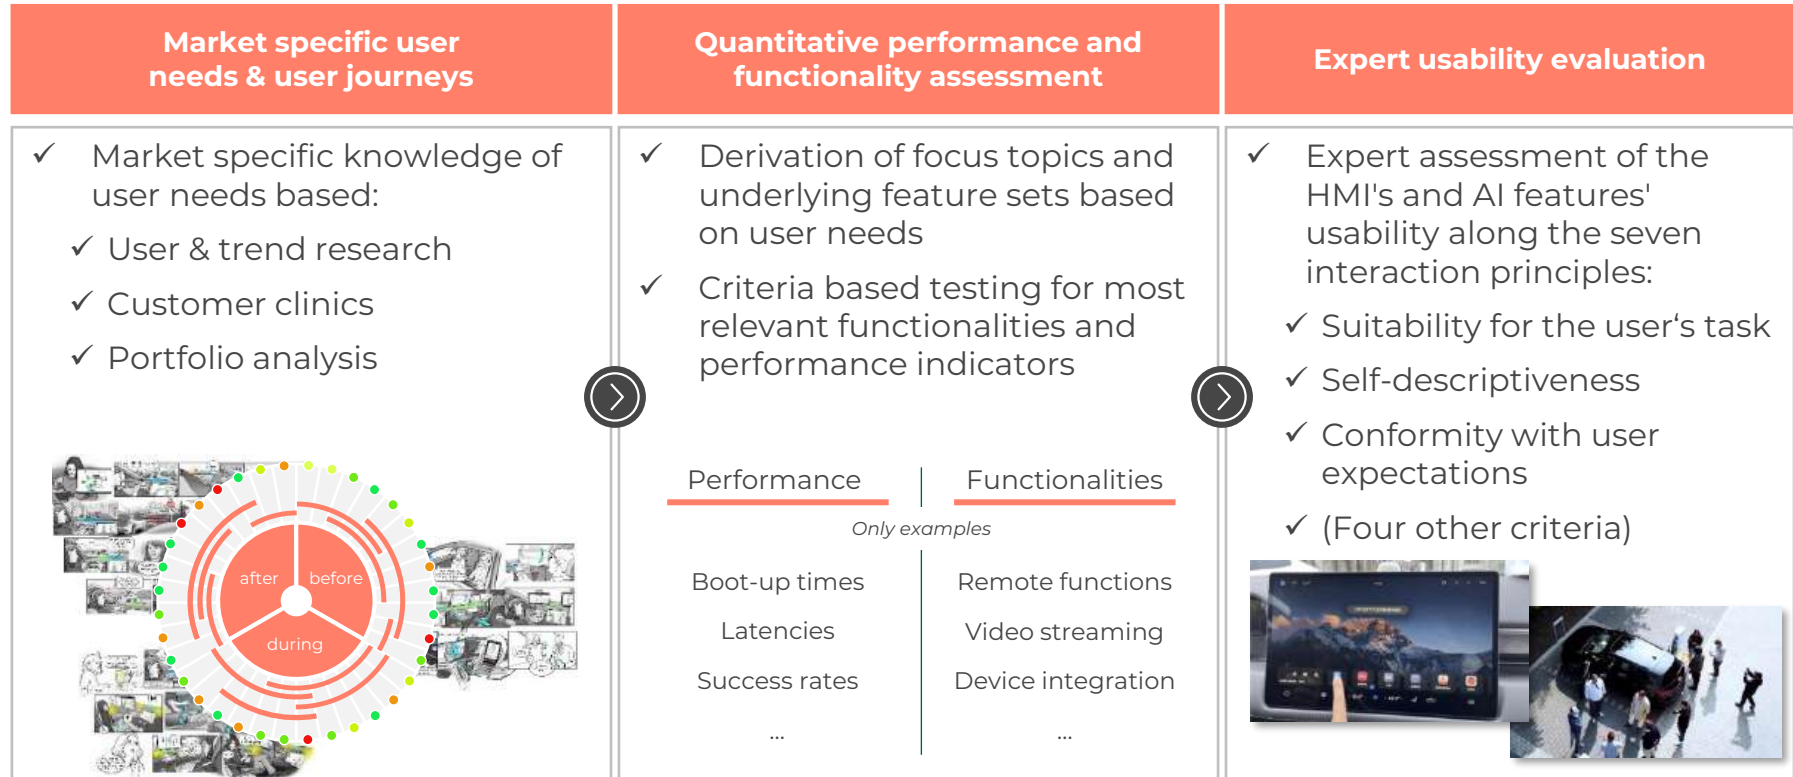 Market specific user
needs & user journeys
Quantitative performance and
functionality assessment
Expert usability evaluation
✓ Market specific knowledge of
user needs based:
✓ User & trend research
✓ Customer clinics
✓ Portfolio analysis
after
before
during
✓ Derivation of focus topics and
underlying feature sets based
on user needs
✓ Criteria based testing for most
relevant functionalities and
performance indicators
Performance
Functionalities
Only examples
Boot-up times
Remote functions
Latencies
Video streaming
Success rates
Device integration
...
...
✓ Expert assessment of the
HMI's and AI features'
usability along the seven
interaction principles:
✓ Suitability for the user‘s task
✓ Self-descriptiveness
✓ Conformity with user
expectations
✓ (Four other criteria)